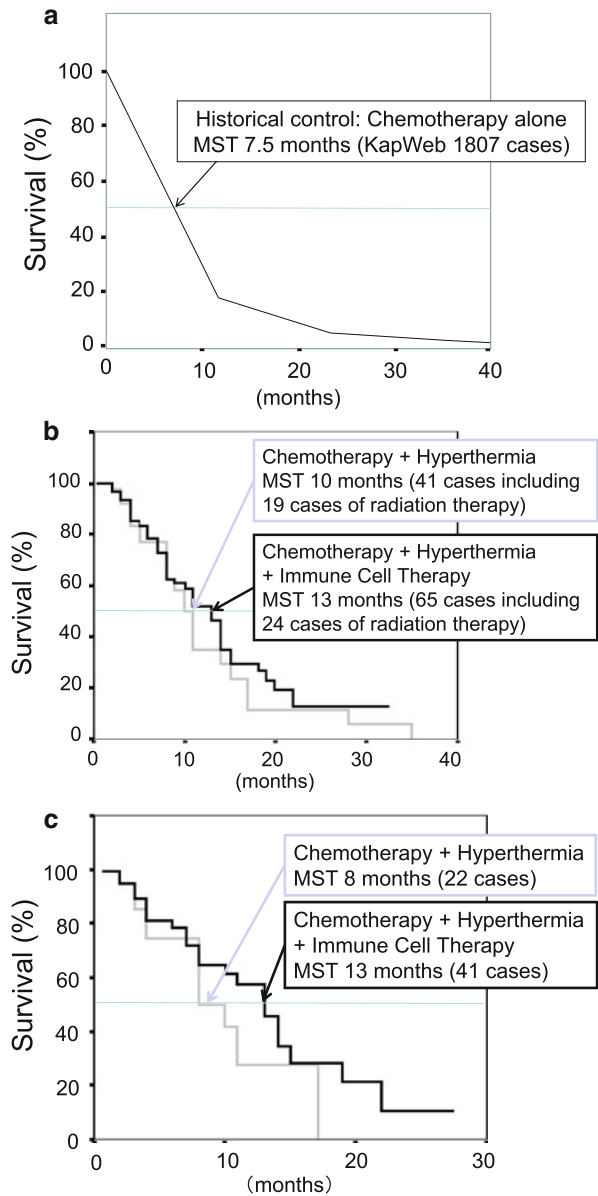 a
100
80
60
40
20
0
Survival (%)
Historical control: Chemotherapy alone
MST 7.5 months (KapWeb 1807 cases)
0 10 20 30 40
(months)
b
100
80
60
40
20
0
Survival (%)
Chemotherapy + Hyperthermia
MST 10 months (41 cases including
19 cases of radiation therapy)
Chemotherapy + Hyperthermia
+ Immune Cell Therapy
MST 13 months (65 cases including
24 cases of radiation therapy)
0 10 20 30 40
(months)
c
100
80
60
40
20
0
Survival (%)
Chemotherapy + Hyperthermia
MST 8 months (22 cases)
Chemotherapy + Hyperthermia
+ Immune Cell Therapy
MST 13 months (41 cases)
0 10 20 30
(months)